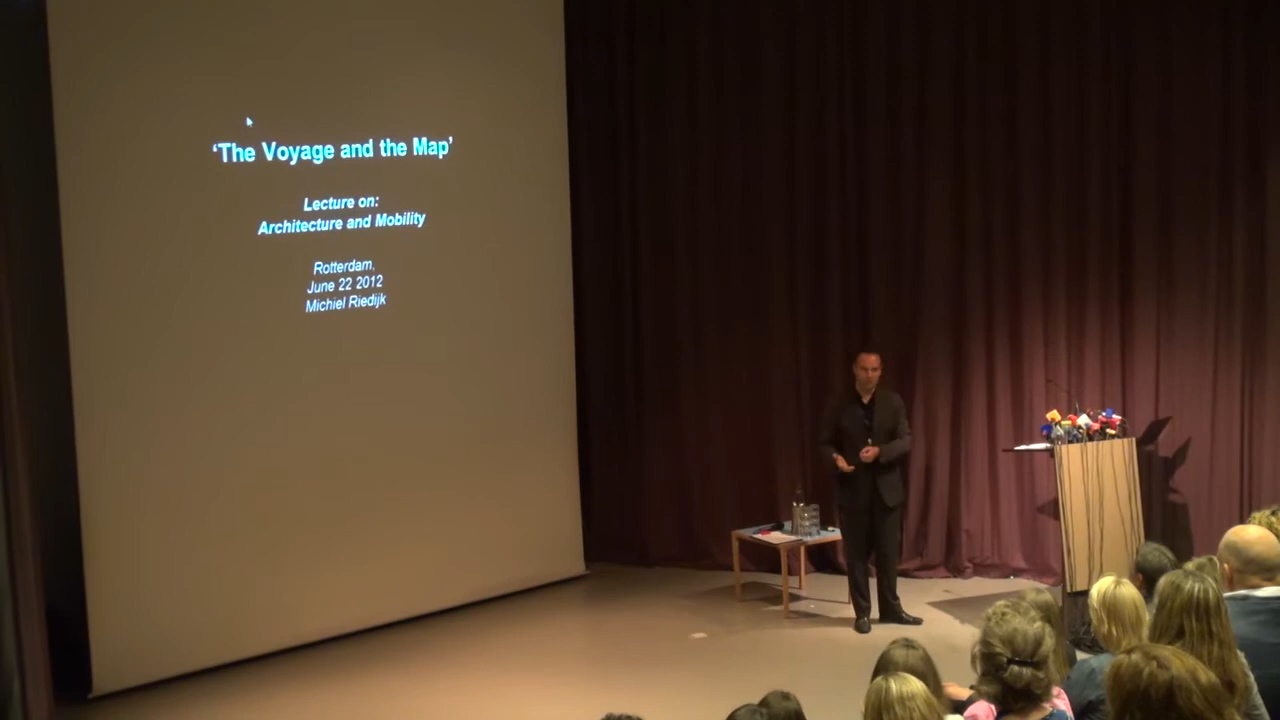 ‘The Voyage and the Map’
Lecture on:
Architecture and Mobility
Rotterdam,
June 22 2012
Michiel Riedijk